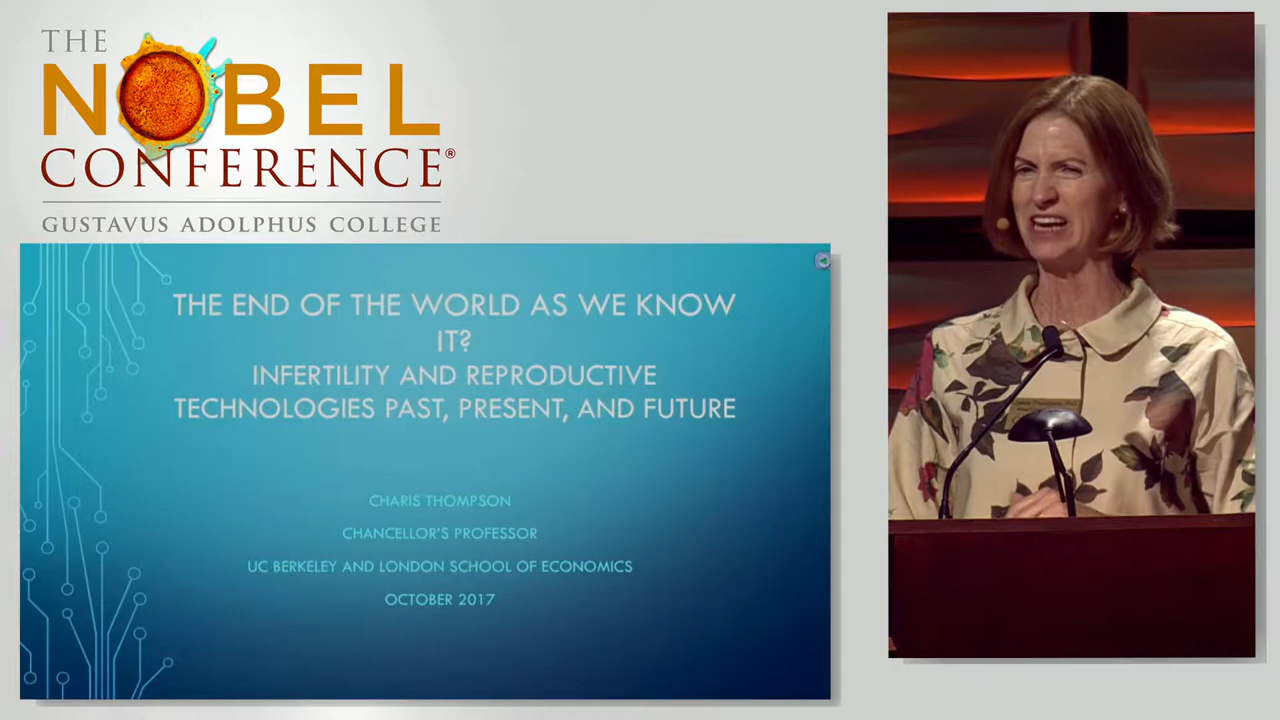 THE
NOBEL
CONFERENCE®
GUSTAVUS ADOLPHUS COLLEGE
THE END OF THE WORLD AS WE KNOW
IT?
INFERTILITY AND REPRODUCTIVE
TECHNOLOGIES PAST, PRESENT, AND FUTURE
CHARIS THOMPSON
CHANCELLOR'S PROFESSOR
UC BERKELEY AND LONDON SCHOOL OF ECONOMICS
OCTOBER 2017